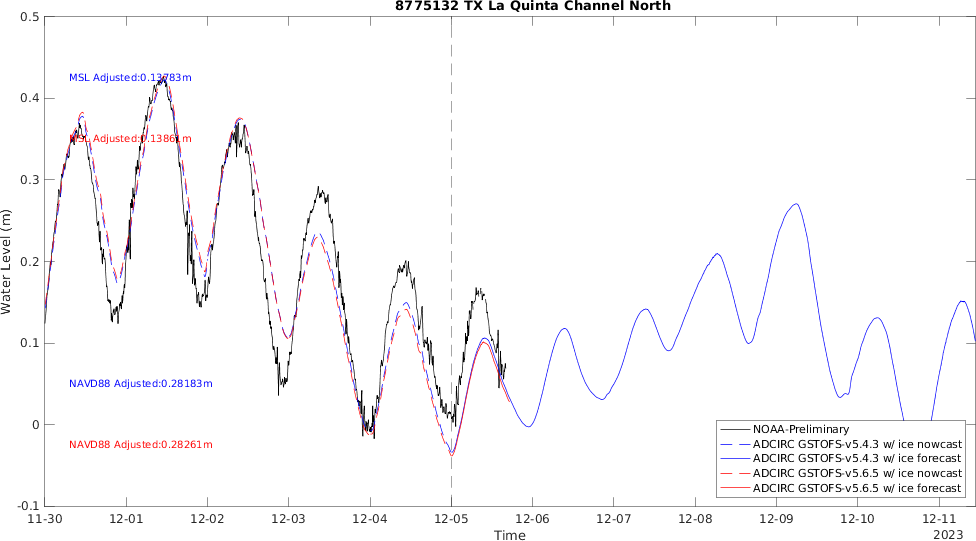 8775132 TX La Quinta Channel North
0.5
0.4
0.3
0.2
0.1
0
-0.1
Water Level (m)
MSL Adjusted:0.13783m
MSL Adjusted:0.1386 m
NAVD88 Adjusted:0.28183m
NAVD88 Adjusted:0.28261m
NOAA-Preliminary
ADCIRC GSTOFS-v5.4.3 w/ ice nowcast
ADCIRC GSTOFS-v5.4.3 w/ ice forecast
ADCIRC GSTOFS-v5.6.5 w/ ice nowcast
ADCIRC GSTOFS-v5.6.5 w/ ice forecast
11-30 12-01 12-02 12-03 12-04 12-05 12-06 12-07 12-08 12-09 12-10 12-11
Time
2023